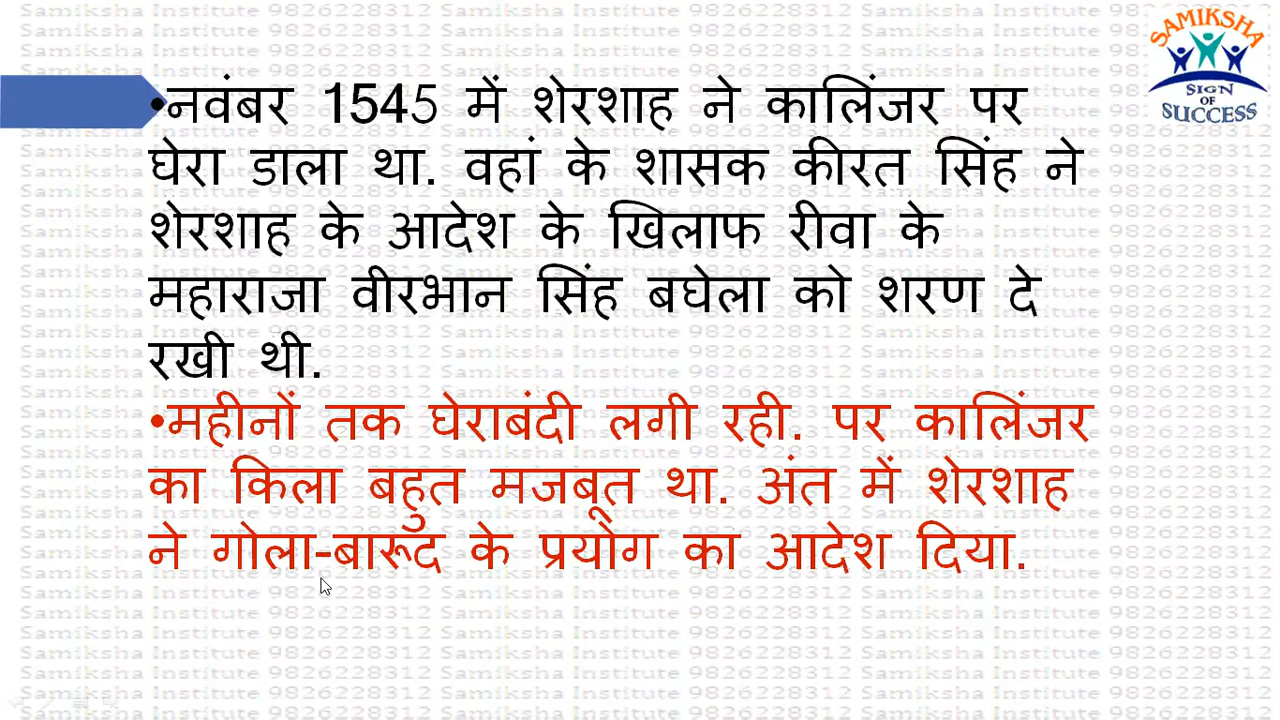 Samiksha Institute 9826228312
SAMIKSHA
SIGN
OF
SUCCESS
•नवंबर 1545 में शेरशाह ने कालिंजर पर
घेरा डाला था. वहां के शासक कीरत सिंह ने
शेरशाह के आदेश के खिलाफ रीवा के
महाराजा वीरभान सिंह बघेला को शरण दे
रखी थी.
•महीनों तक घेराबंदी लगी रही. पर कालिंजर
का किला बहुत मजबूत था. अंत में शेरशाह
ने गोला-बारूद के प्रयोग का आदेश दिया.